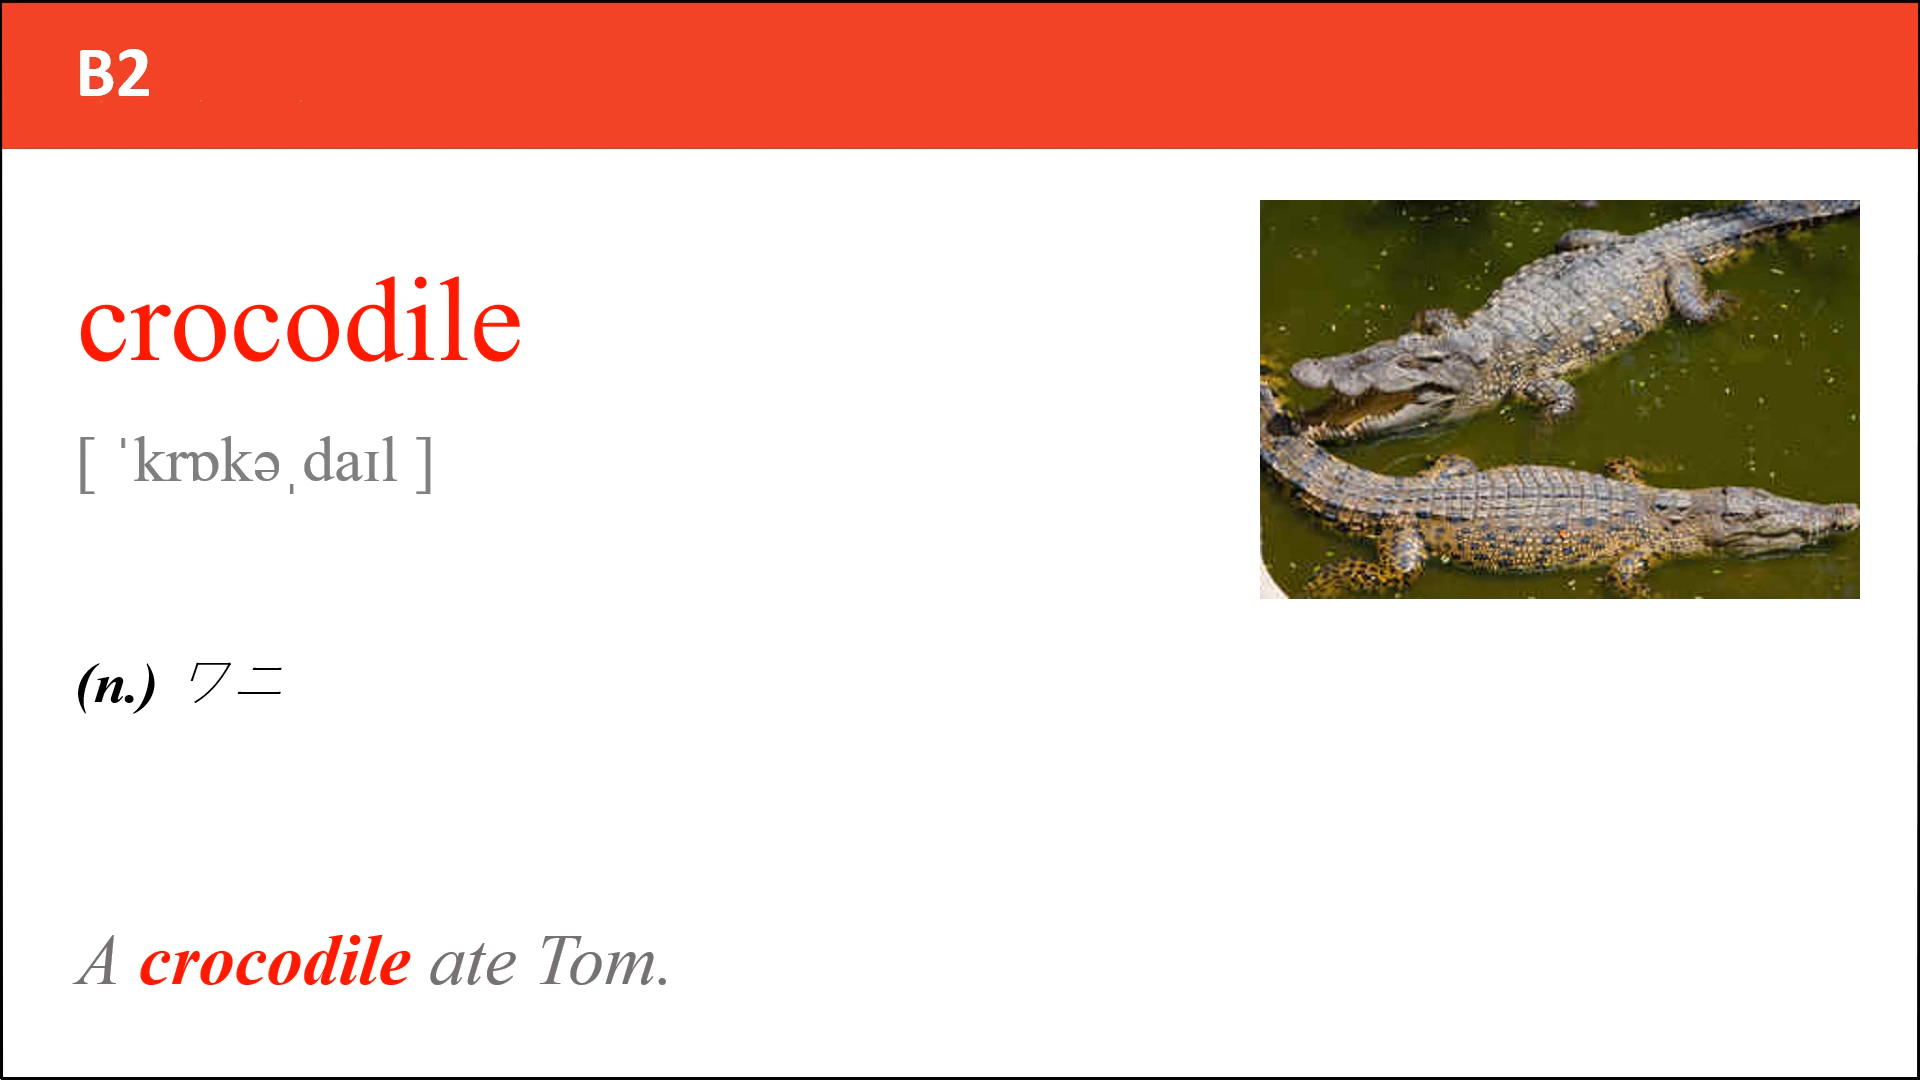 B2
crocodile
[ ˈkrɒkəˌdaɪl ]
(n.) ワニ
A crocodile ate Tom.